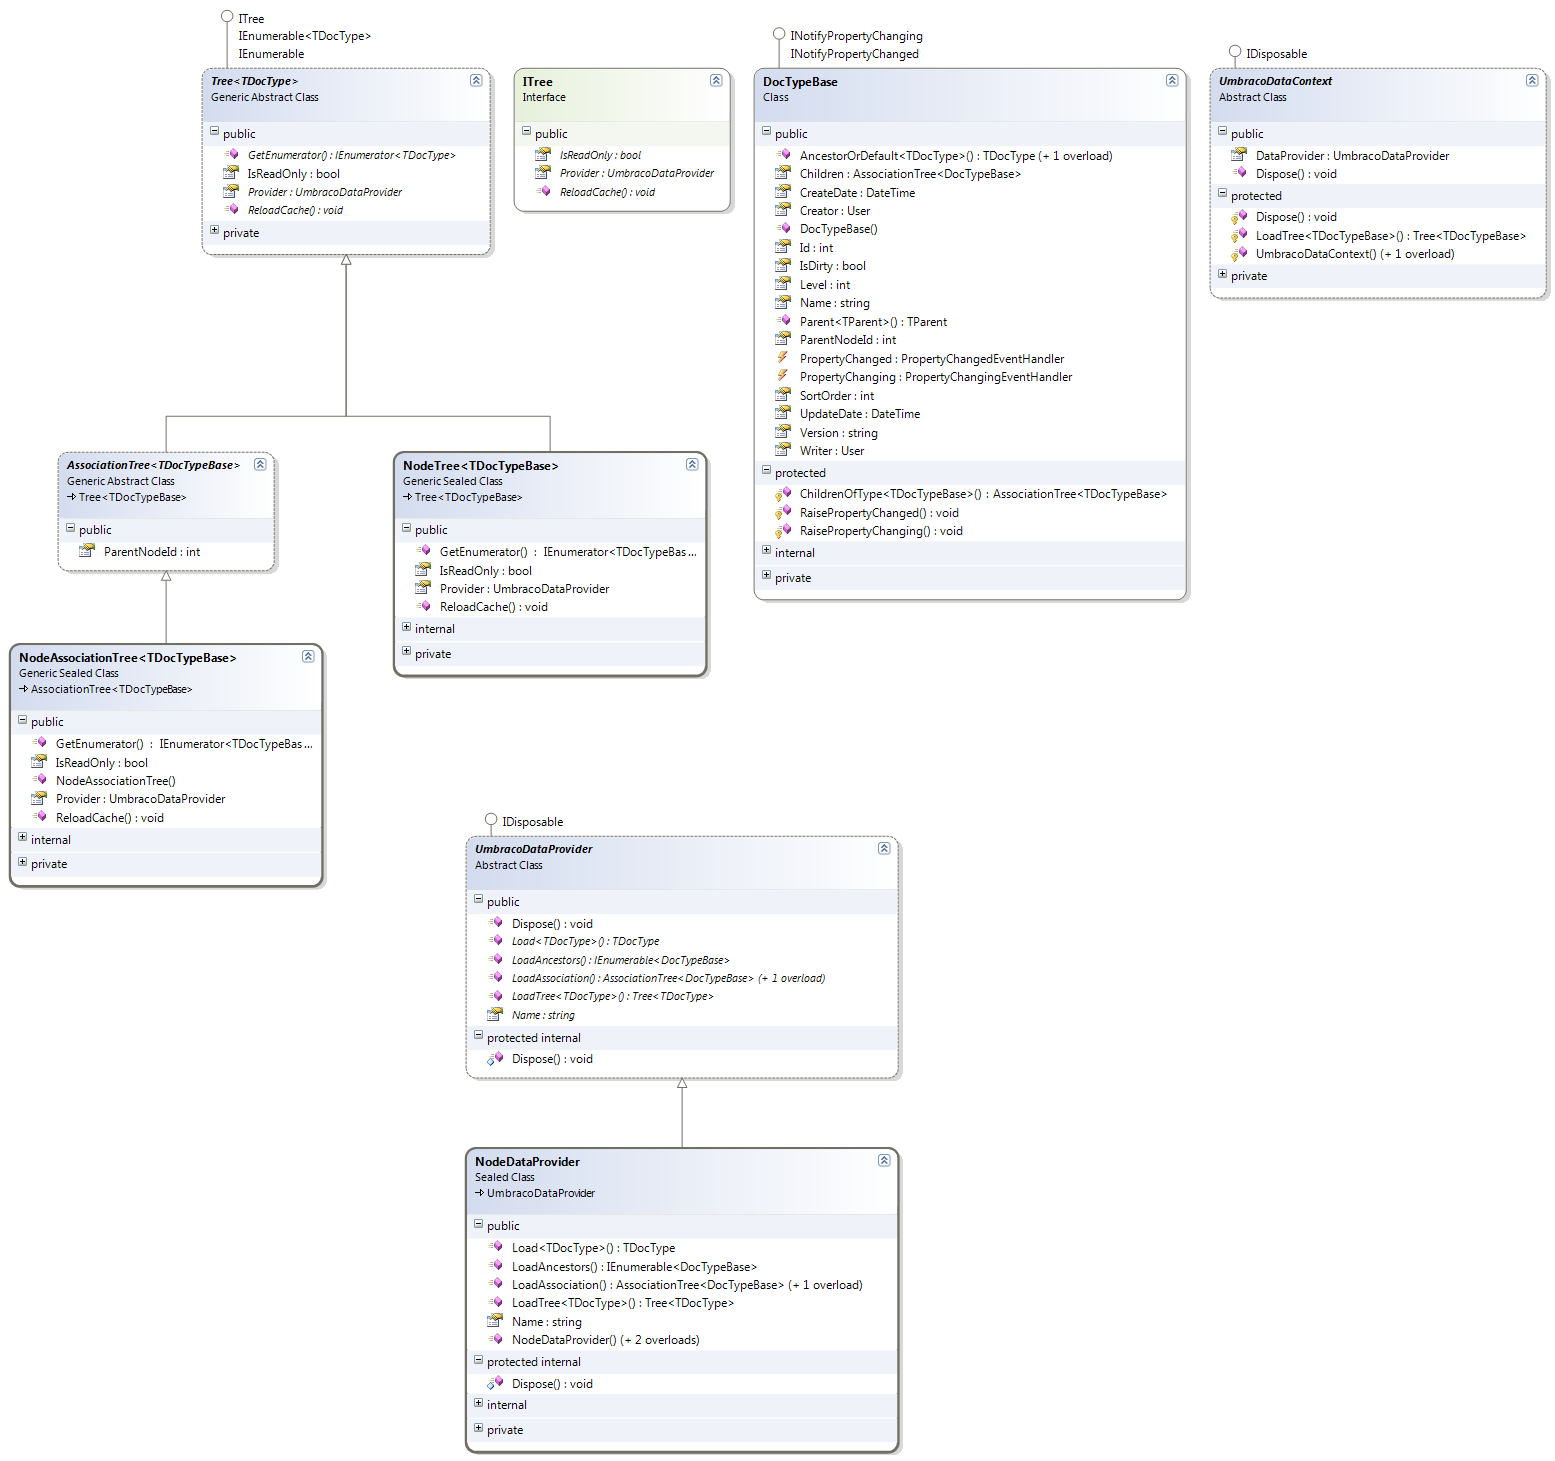 ITree
IEnumerable<TDocType>
IEnumerable
Tree<TDocType>
Generic Abstract Class
public
GetEnumerator() : IEnumerator<TDocType>
IsReadOnly : bool
Provider : UmbracoDataProvider
ReloadCache() : void
private
ITree
Interface
public
IsReadOnly : bool
Provider : UmbracoDataProvider
ReloadCache() : void
INotifyPropertyChanging
INotifyPropertyChanged
DocTypeBase
Class
public
AncestorOrDefault<TDocType>() : TDocType (+ 1 overload)
Children : AssociationTree<DocTypeBase>
CreateDate : DateTime
Creator : User
DocTypeBase()
Id : int
IsDirty : bool
Level : int
Name : string
Parent<TParent>() : TParent
ParentNodeId : int
PropertyChanged : PropertyChangedEventHandler
PropertyChanging : PropertyChangingEventHandler
SortOrder : int
UpdateDate : DateTime
Version : string
Writer : User
protected
ChildrenOfType<TDocTypeBase>() : AssociationTree<TDocTypeBase>
RaisePropertyChanged() : void
RaisePropertyChanging() : void
internal
private
IDisposable
UmbracoDataContext
Abstract Class
public
DataProvider : UmbracoDataProvider
Dispose() : void
protected
Dispose() : void
LoadTree<TDocTypeBase>() : Tree<TDocTypeBase>
UmbracoDataContext() (+ 1 overload)
private
AssociationTree<TDocTypeBase>
Generic Abstract Class
Tree<TDocTypeBase>
public
ParentNodeId : int
NodeTree<TDocTypeBase>
Generic Sealed Class
Tree<TDocTypeBase>
public
GetEnumerator() : IEnumerator<TDocTypeBas...
IsReadOnly : bool
Provider : UmbracoDataProvider
ReloadCache() : void
internal
private
NodeAssociationTree<TDocTypeBase>
Generic Sealed Class
AssociationTree<TDocTypeBase>
public
GetEnumerator() : IEnumerator<TDocTypeBas...
IsReadOnly : bool
NodeAssociationTree()
Provider : UmbracoDataProvider
ReloadCache() : void
internal
private
IDisposable
UmbracoDataProvider
Abstract Class
public
Dispose() : void
Load<TDocType>() : TDocType
LoadAncestors() : IEnumerable<DocTypeBase>
LoadAssociation() : AssociationTree<DocTypeBase> (+ 1 overload)
LoadTree<TDocType>() : Tree<TDocType>
Name : string
protected internal
Dispose() : void
NodeDataProvider
Sealed Class
UmbracoDataProvider
public
Load<TDocType>() : TDocType
LoadAncestors() : IEnumerable<DocTypeBase>
LoadAssociation() : AssociationTree<DocTypeBase> (+ 1 overload)
LoadTree<TDocType>() : Tree<TDocType>
Name : string
NodeDataProvider() (+ 2 overloads)
protected internal
Dispose() : void
internal
private